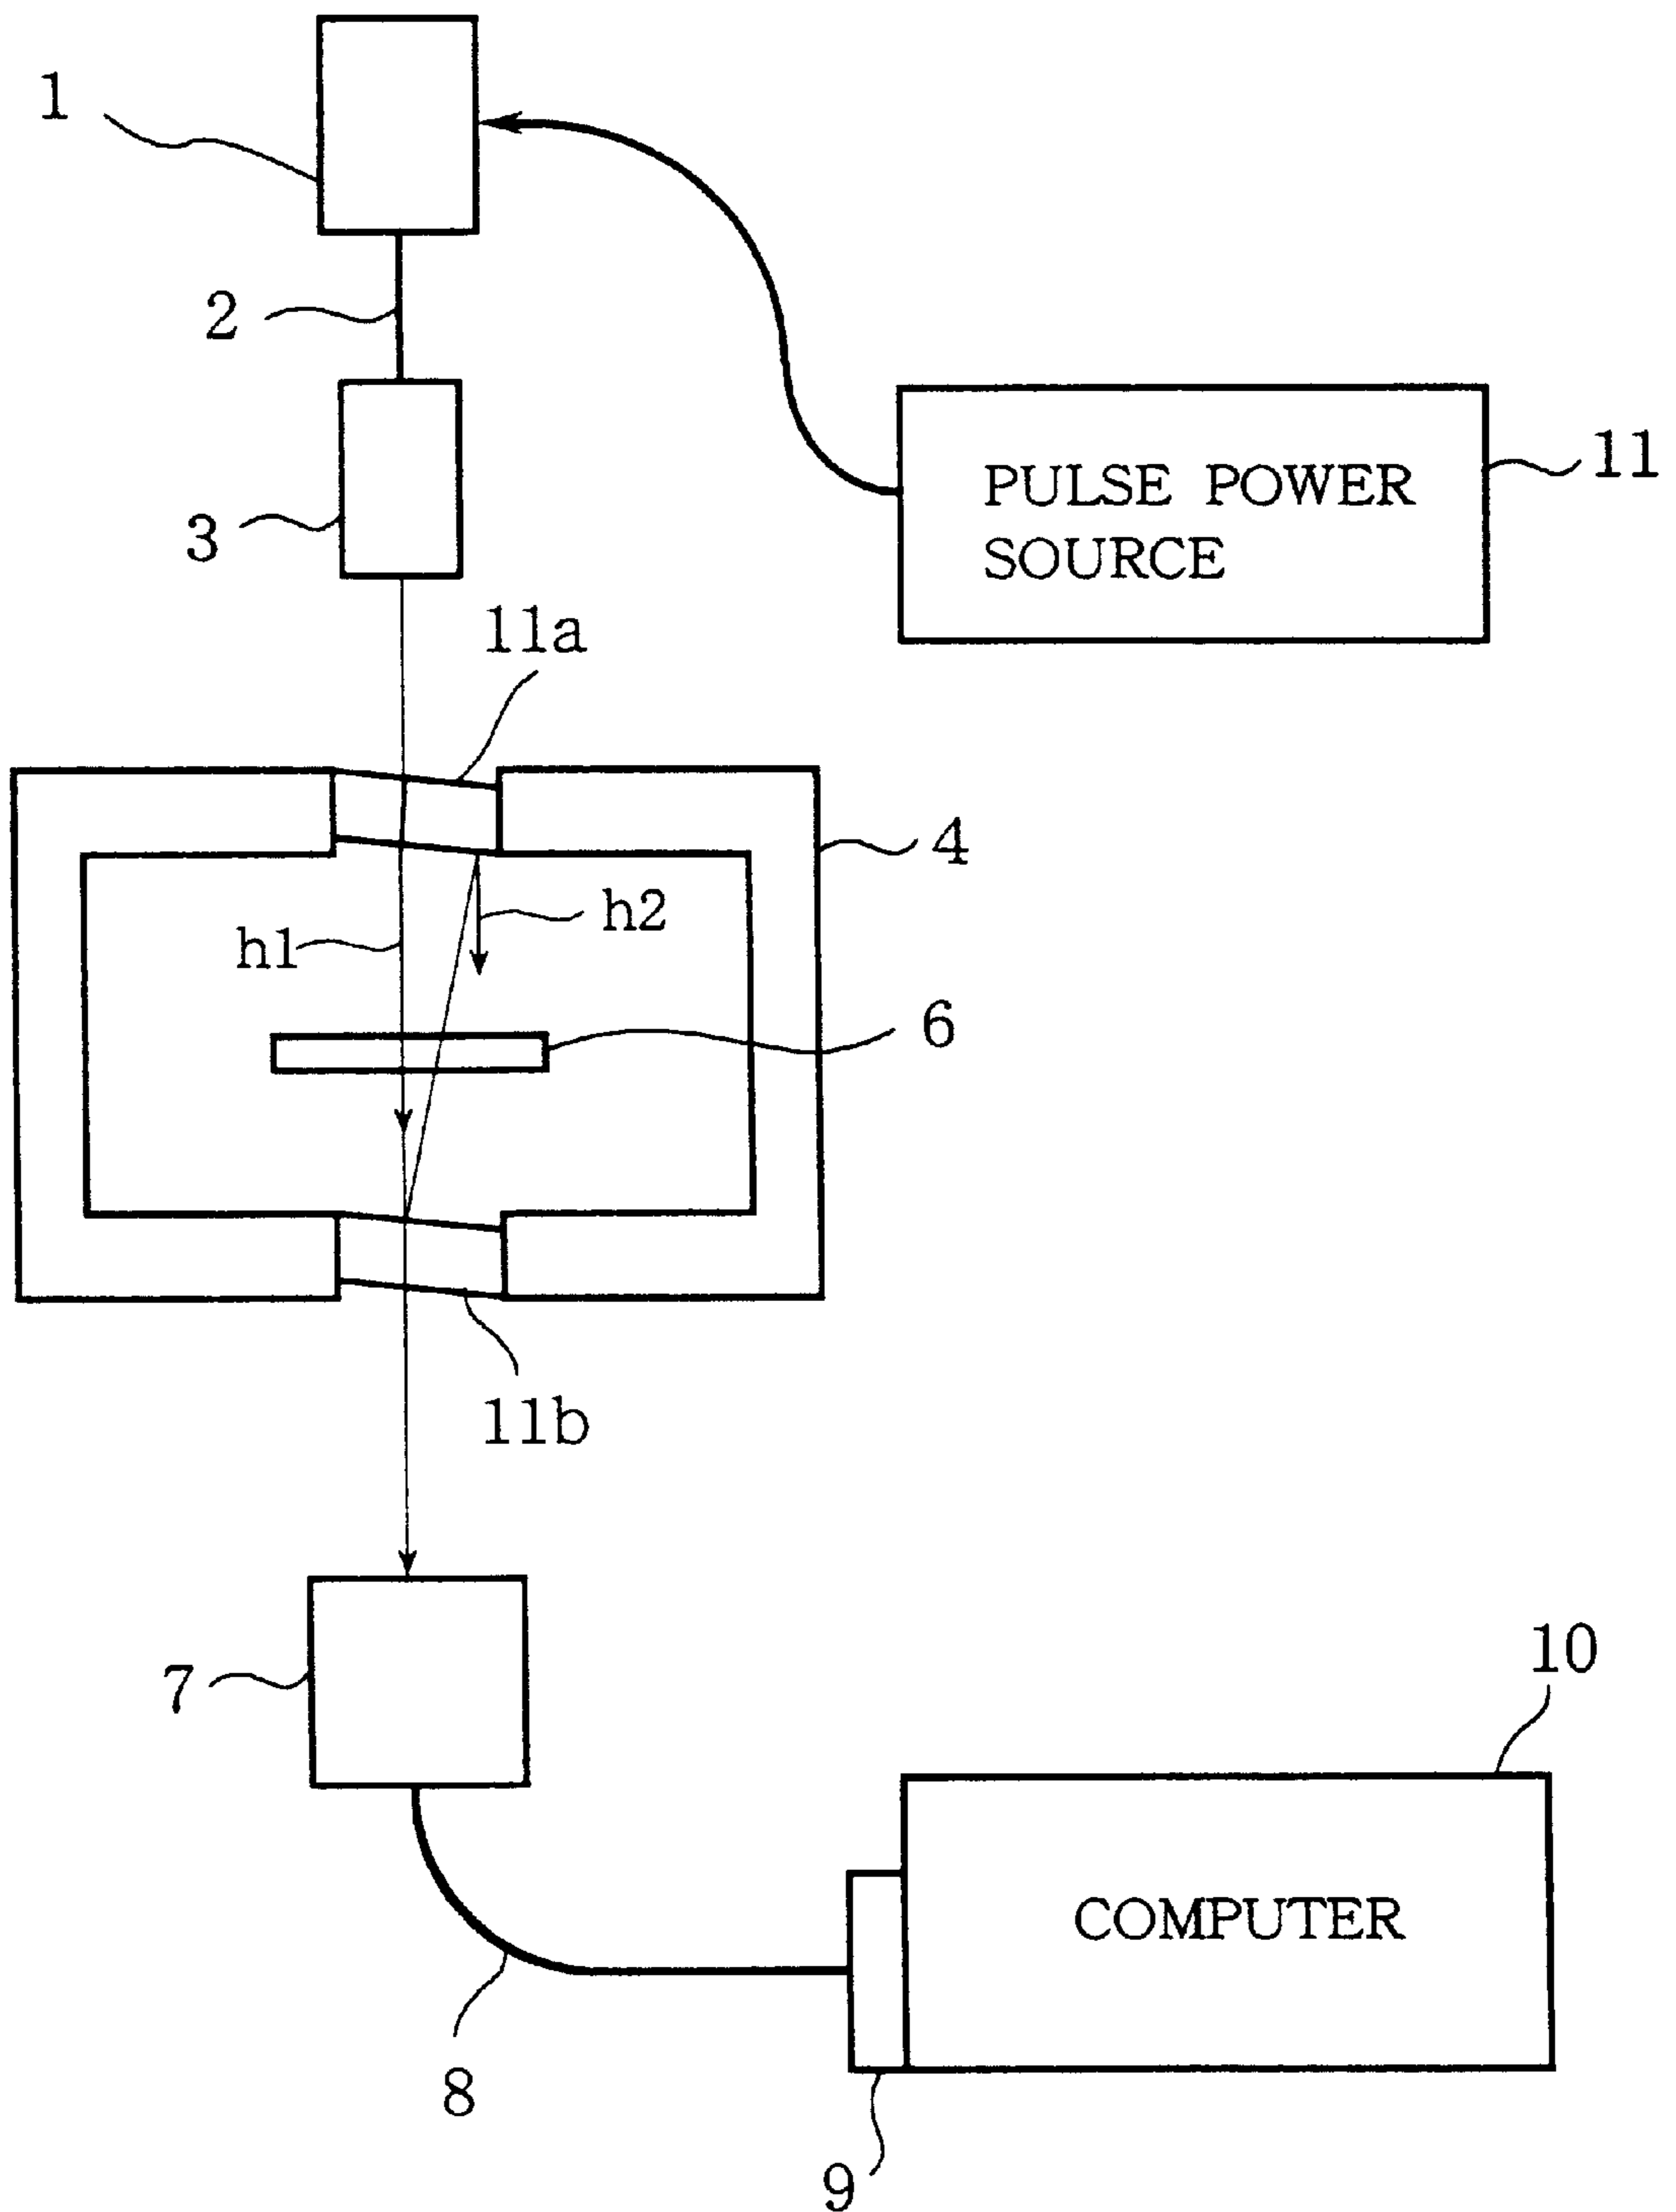 1
2
3
PULSE POWER
SOURCE
11
11a
4
h1
h2
6
11b
7
10
COMPUTER
8
9